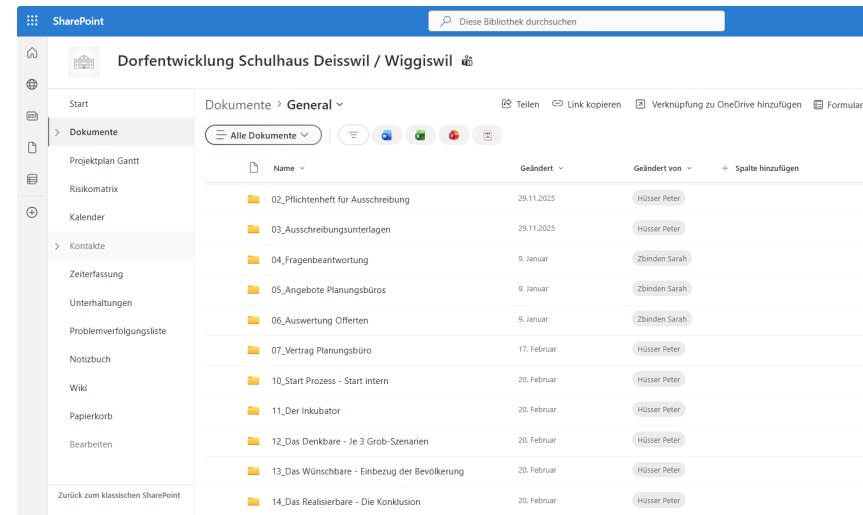 SharePoint
Diese Bibliothek durchsuchen
Dorfentwicklung Schulhaus Deisswil / Wiggiswil
Start
Dokumente
Projektplan Gantt
Risikomatrix
Kalender
Kontakte
Zeiterfassung
Unterhaltungen
Problemverfolgungsliste
Notizbuch
Wiki
Papierkorb
Bearbeiten
Zurück zum klassischen SharePoint
Dokumente > General
Teilen Link kopieren Verknüpfung zu OneDrive hinzufügen Formular
Alle Dokumente
Name Geändert Geändert von + Spalte hinzufügen
02_Pflichtenheft für Ausschreibung 29.11.2025 Hüsser Peter
03_Ausschreibungsunterlagen 29.11.2025 Hüsser Peter
04_Fragenbeantwortung 9. Januar Zbinden Sarah
05_Angebote Planungsbüros 9. Januar Zbinden Sarah
06_Auswertung Offerten 9. Januar Zbinden Sarah
07_Vertrag Planungsbüro 17. Februar Hüsser Peter
10_Start Prozess - Start intern 20. Februar Hüsser Peter
11_Der Inkubator 20. Februar Hüsser Peter
12_Das Denkbare - Je 3 Grob-Szenarien 20. Februar Hüsser Peter
13_Das Wünschbare - Einbezug der Bevölkerung 20. Februar Hüsser Peter
14_Das Realisierbare - Die Konklusion 20. Februar Hüsser Peter